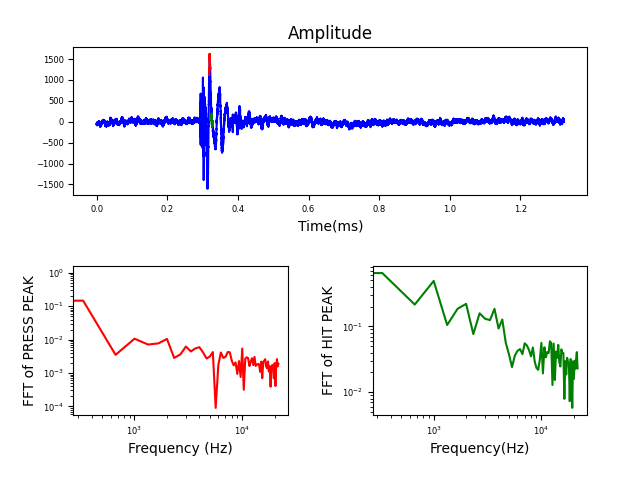 Amplitude
1500
1000
500
0
−500
−1000
−1500
0.0 0.2 0.4 0.6 0.8 1.0 1.2
Time(ms)
FFT of PRESS PEAK
10⁰
10⁻¹
10⁻²
10⁻³
10⁻⁴
10³ 10⁴
Frequency (Hz)
FFT of HIT PEAK
10⁻¹
10⁻²
10³ 10⁴
Frequency(Hz)